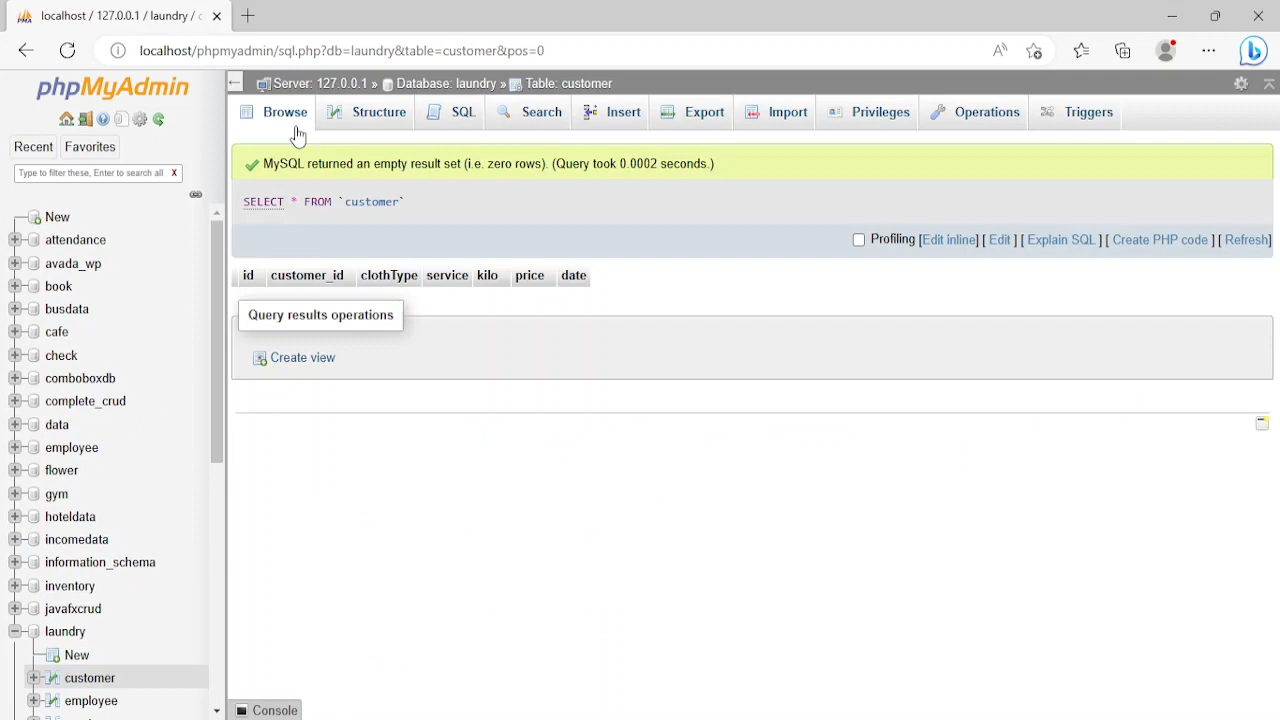 localhost / 127.0.0.1 / laundry / c
localhost/phpmyadmin/sql.php?db=laundry&table=customer&pos=0
phpMyAdmin
Server: 127.0.0.1 » Database: laundry » Table: customer
Browse Structure SQL Search Insert Export Import Privileges Operations Triggers
Recent Favorites
Type to filter these, Enter to search all X
New
attendance
avada_wp
book
busdata
cafe
check
comboboxdb
complete_crud
data
employee
flower
gym
hoteldata
incomedata
information_schema
inventory
javafxcrud
laundry
New
customer
employee
MySQL returned an empty result set (i.e. zero rows). (Query took 0.0002 seconds.)
SELECT * FROM `customer`
Profiling [Edit inline] [ Edit ] [ Explain SQL ] [ Create PHP code ] [ Refresh]
id customer_id clothType service kilo price date
Query results operations
Create view
Console